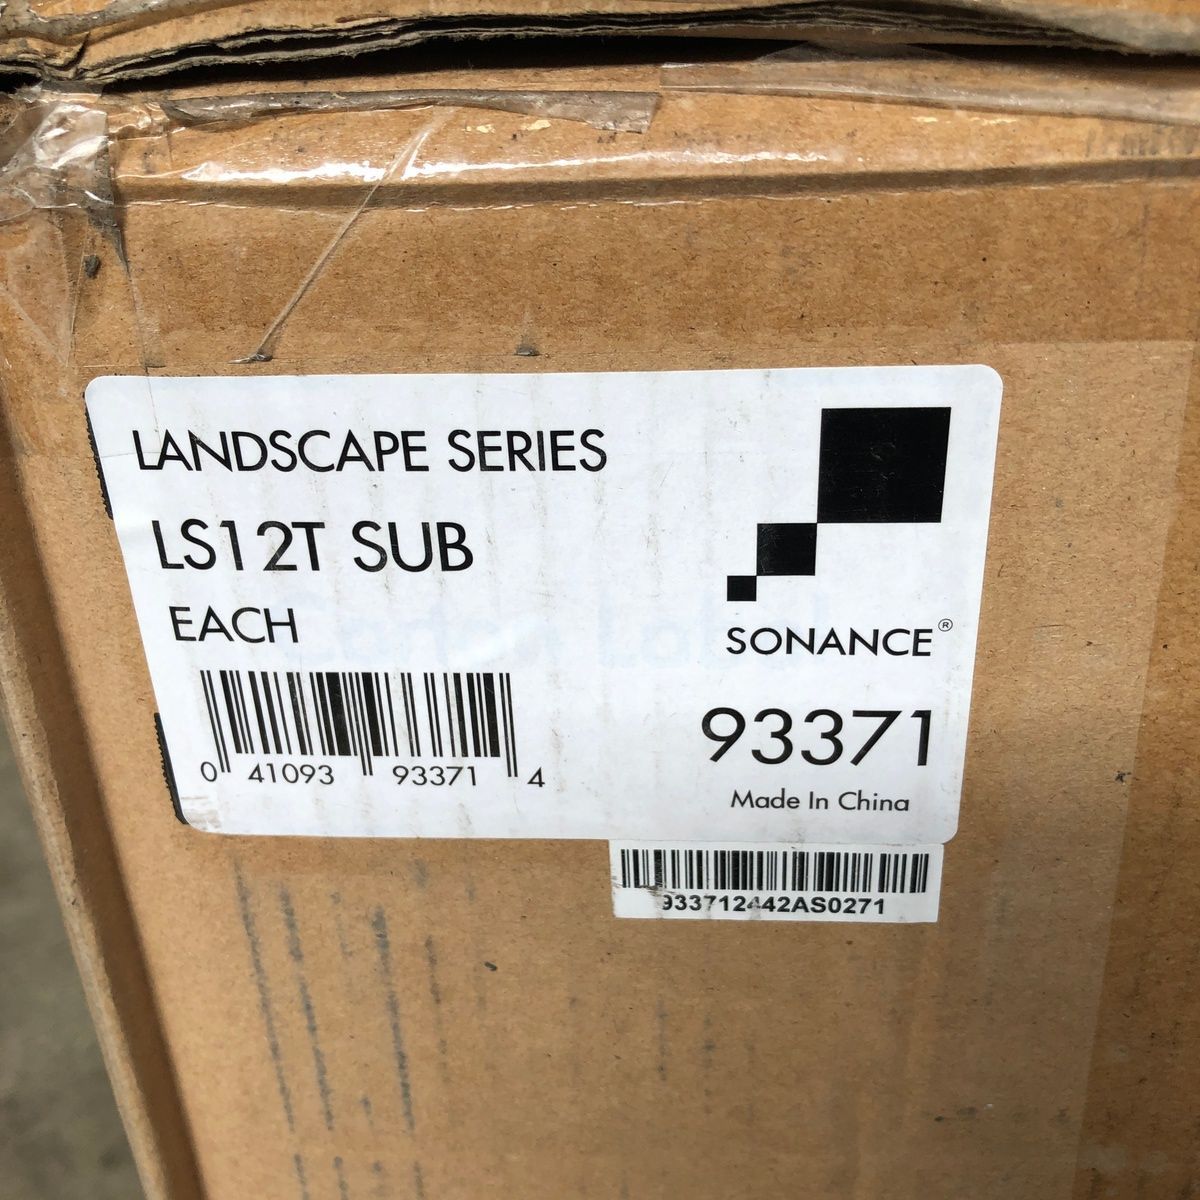 LANDSCAPE SERIES
LS12T SUB
EACH
SONANCE®
0 41093 93371 4
93371
Made In China
933712442AS0271